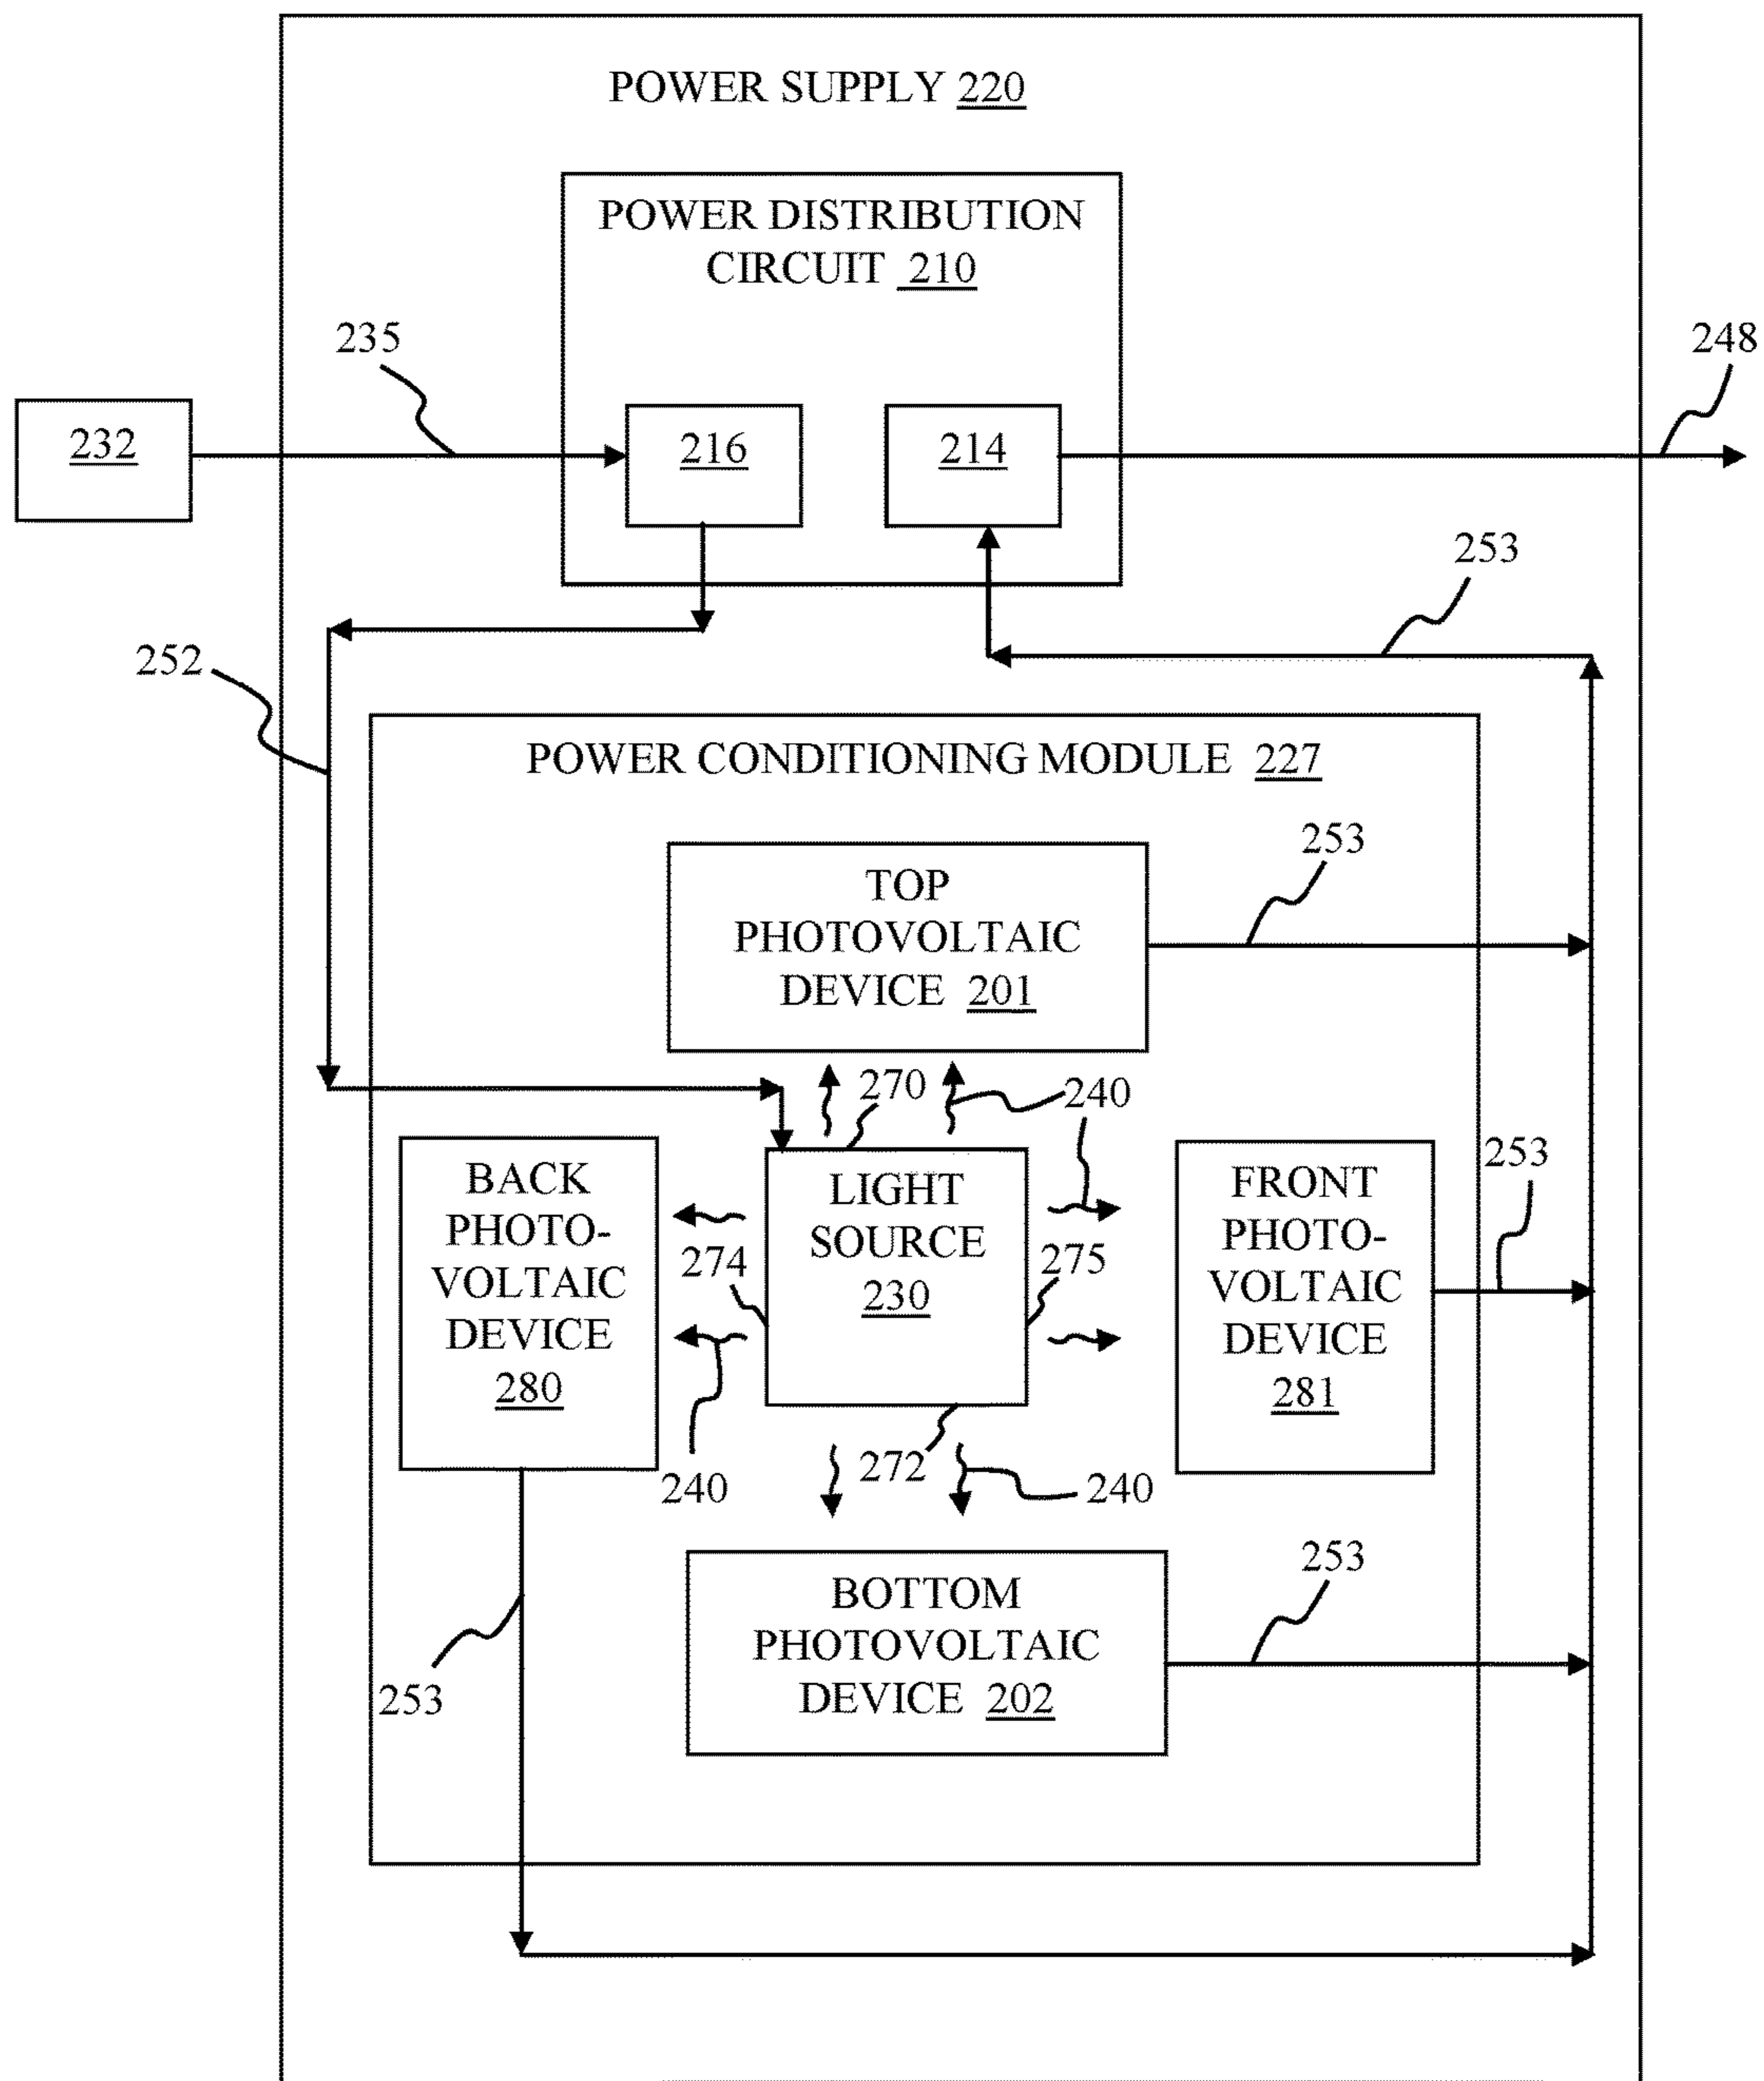 POWER SUPPLY 220
POWER DISTRIBUTION
CIRCUIT 210
235
248
232
216
214
253
252
POWER CONDITIONING MODULE 227
253
TOP
PHOTOVOLTAIC
DEVICE 201
270
240
BACK
PHOTO-
VOLTAIC
DEVICE
280
LIGHT
SOURCE
230
274
275
FRONT
PHOTO-
VOLTAIC
DEVICE
281
253
240
272
240
253
BOTTOM
PHOTOVOLTAIC
DEVICE 202
253